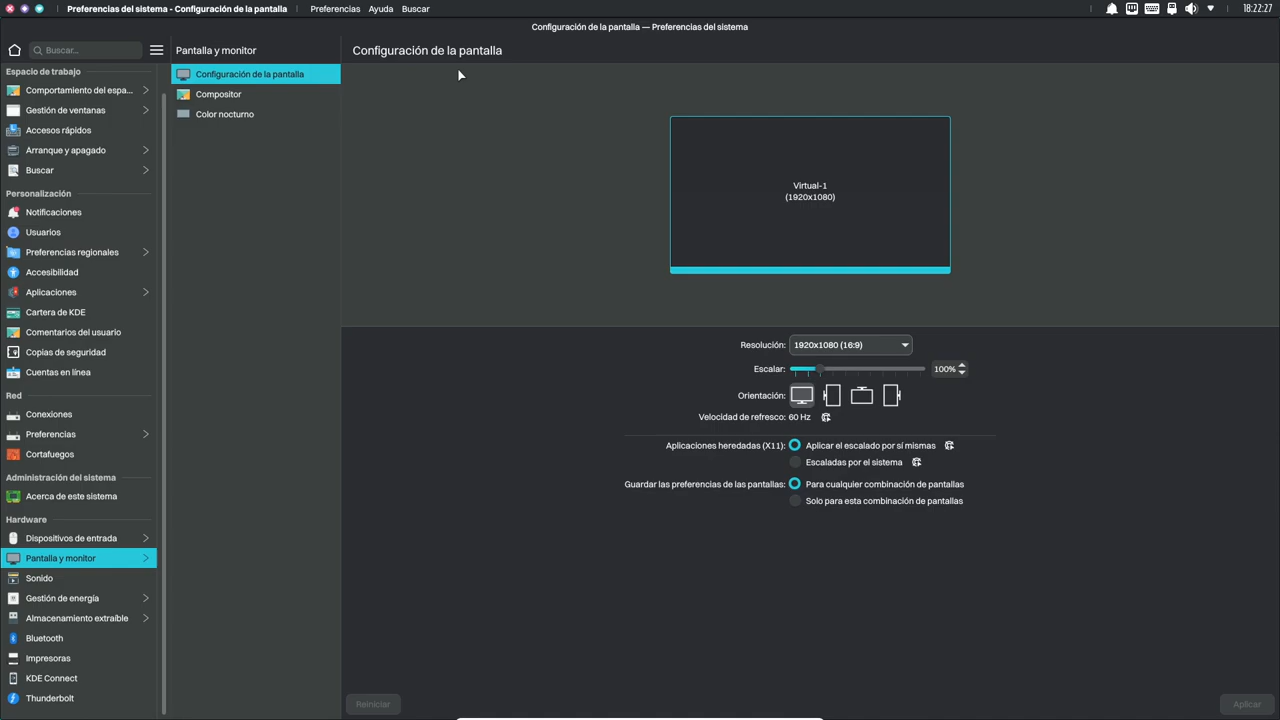 Preferencias del sistema - Configuración de la pantalla
Preferencias
Ayuda
Buscar
18:22:27
Configuración de la pantalla — Preferencias del sistema
Buscar...
Espacio de trabajo
Comportamiento del espa...
Gestión de ventanas
Accesos rápidos
Arranque y apagado
Buscar
Personalización
Notificaciones
Usuarios
Preferencias regionales
Accesibilidad
Aplicaciones
Cartera de KDE
Comentarios del usuario
Copias de seguridad
Cuentas en línea
Red
Conexiones
Preferencias
Cortafuegos
Administración del sistema
Acerca de este sistema
Hardware
Dispositivos de entrada
Pantalla y monitor
Sonido
Gestión de energía
Almacenamiento extraíble
Bluetooth
Impresoras
KDE Connect
Thunderbolt
Pantalla y monitor
Configuración de la pantalla
Compositor
Color nocturno
Configuración de la pantalla
Virtual-1
(1920x1080)
Resolución: 1920x1080 (16:9)
Escalar: 100%
Orientación:
Velocidad de refresco: 60 Hz
Aplicaciones heredadas (X11): Aplicar el escalado por sí mismas
Escaladas por el sistema
Guardar las preferencias de las pantallas: Para cualquier combinación de pantallas
Solo para esta combinación de pantallas
Reiniciar
Aplicar